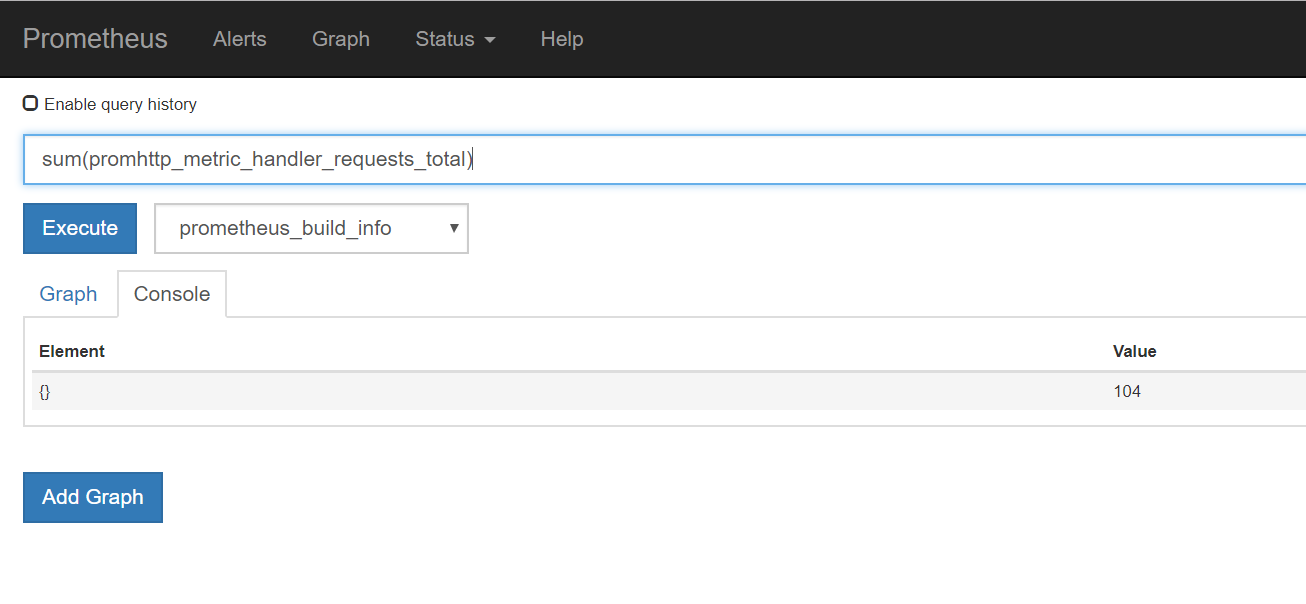 Prometheus Alerts Graph Status Help
Enable query history
sum(promhttp_metric_handler_requests_total)
Execute prometheus_build_info
Graph Console
Element Value
{} 104
Add Graph